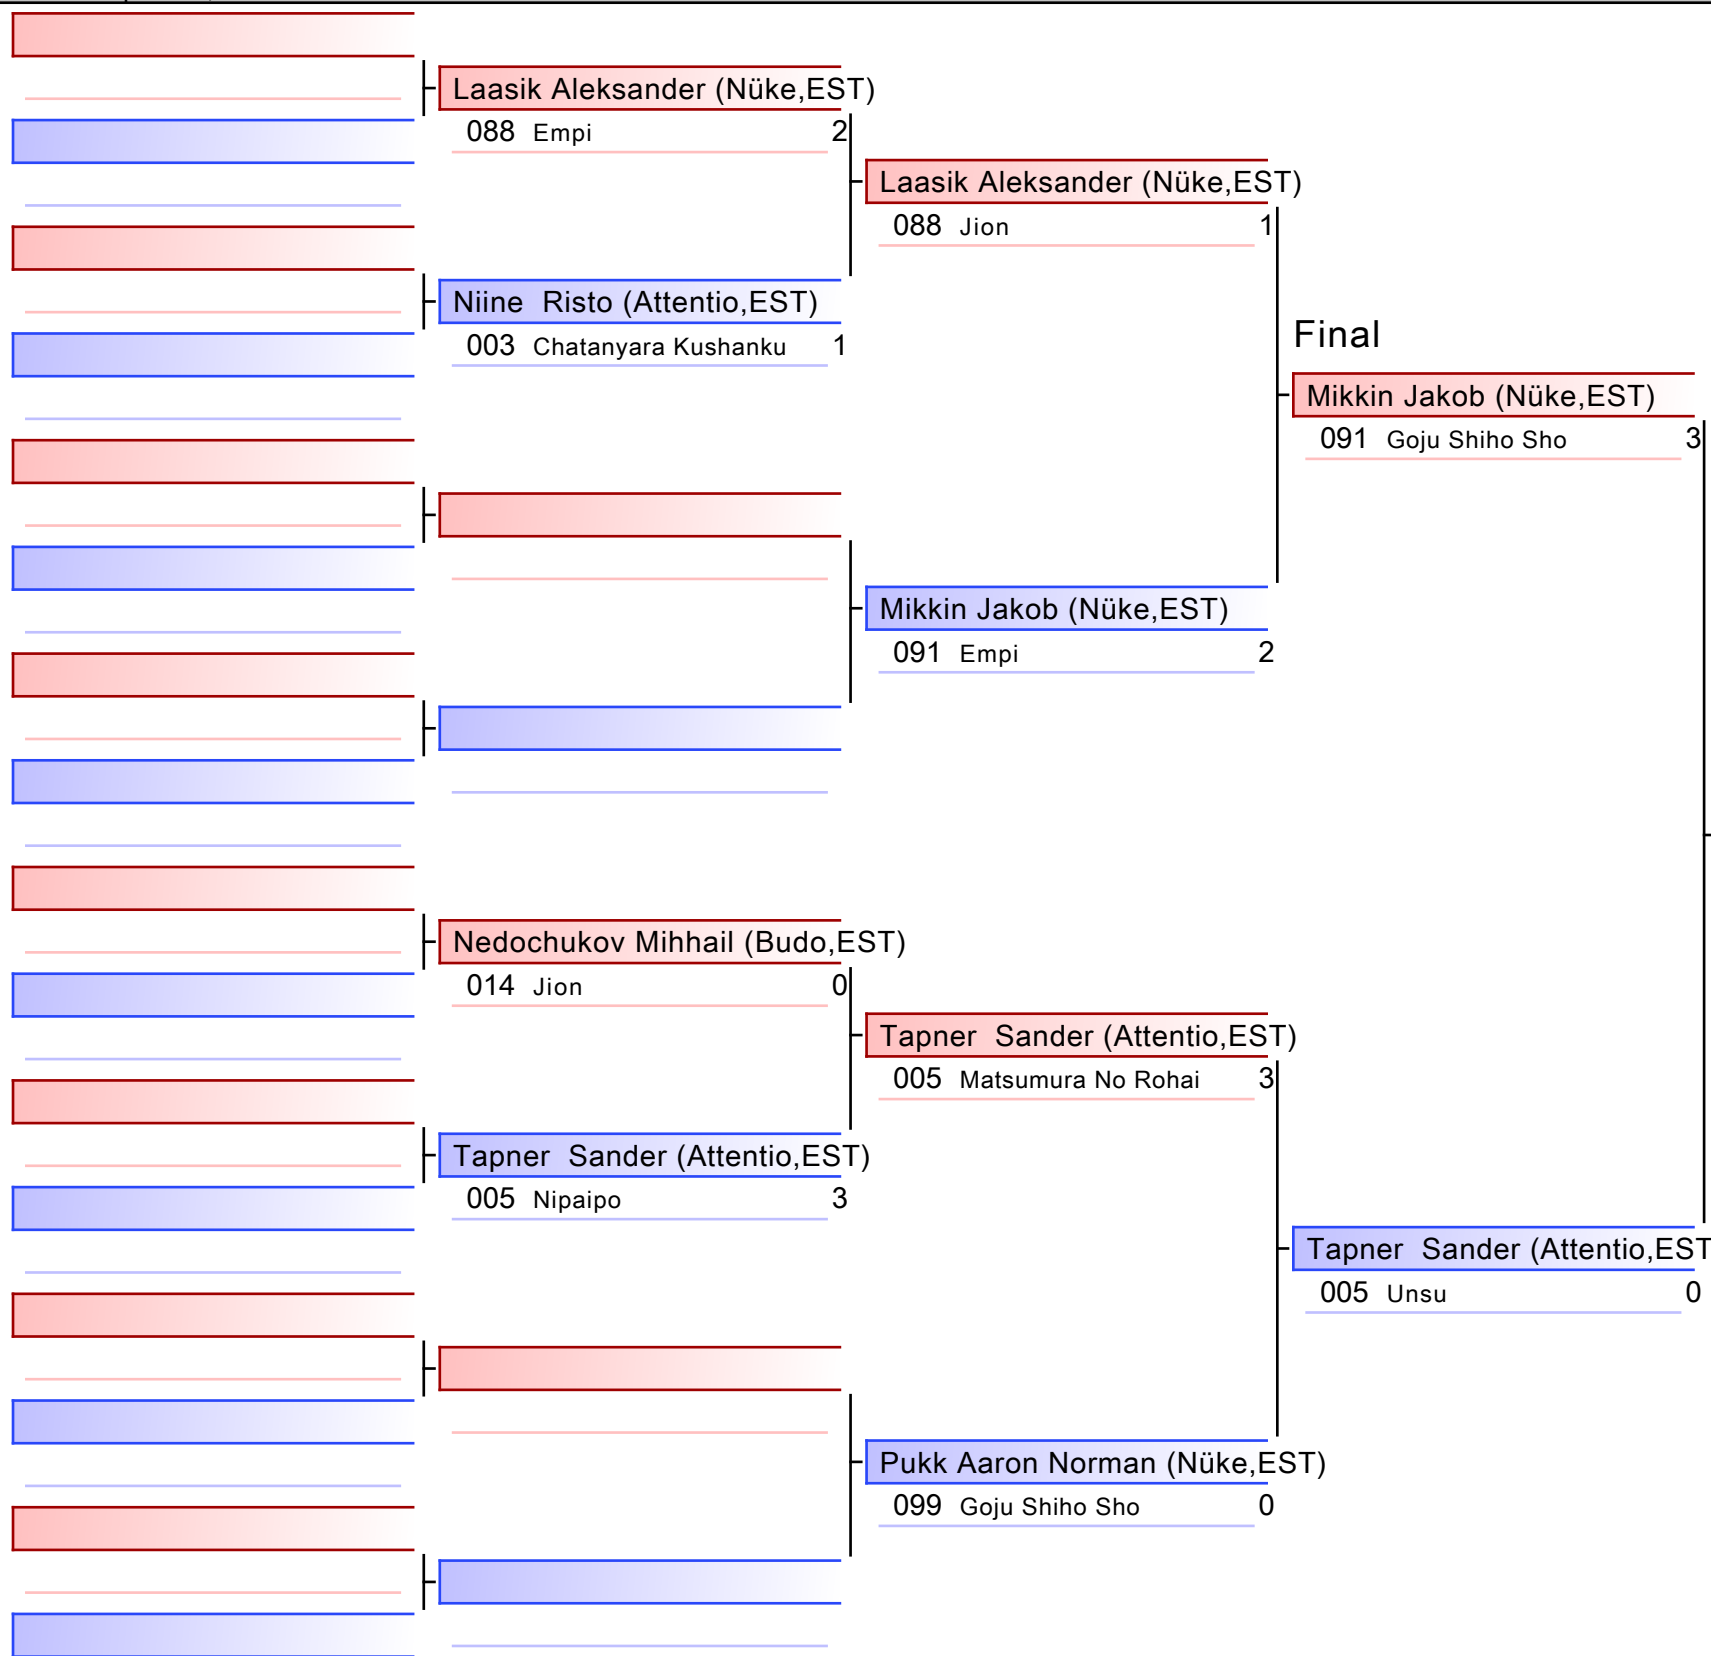 Laasik Aleksander (Nüke,EST)
088 Empi 2
Niine  Risto (Attentio,EST)
003 Chatanyara Kushanku 1
Nedochukov Mihhail (Budo,EST)
014 Jion 0
Tapner  Sander (Attentio,EST)
005 Nipaipo 3
Laasik Aleksander (Nüke,EST)
088 Jion 1
Mikkin Jakob (Nüke,EST)
091 Empi 2
Tapner  Sander (Attentio,EST)
005 Matsumura No Rohai 3
Pukk Aaron Norman (Nüke,EST)
099 Goju Shiho Sho 0
Final
Mikkin Jakob (Nüke,EST)
091 Goju Shiho Sho 3
Tapner  Sander (Attentio,EST
005 Unsu 0